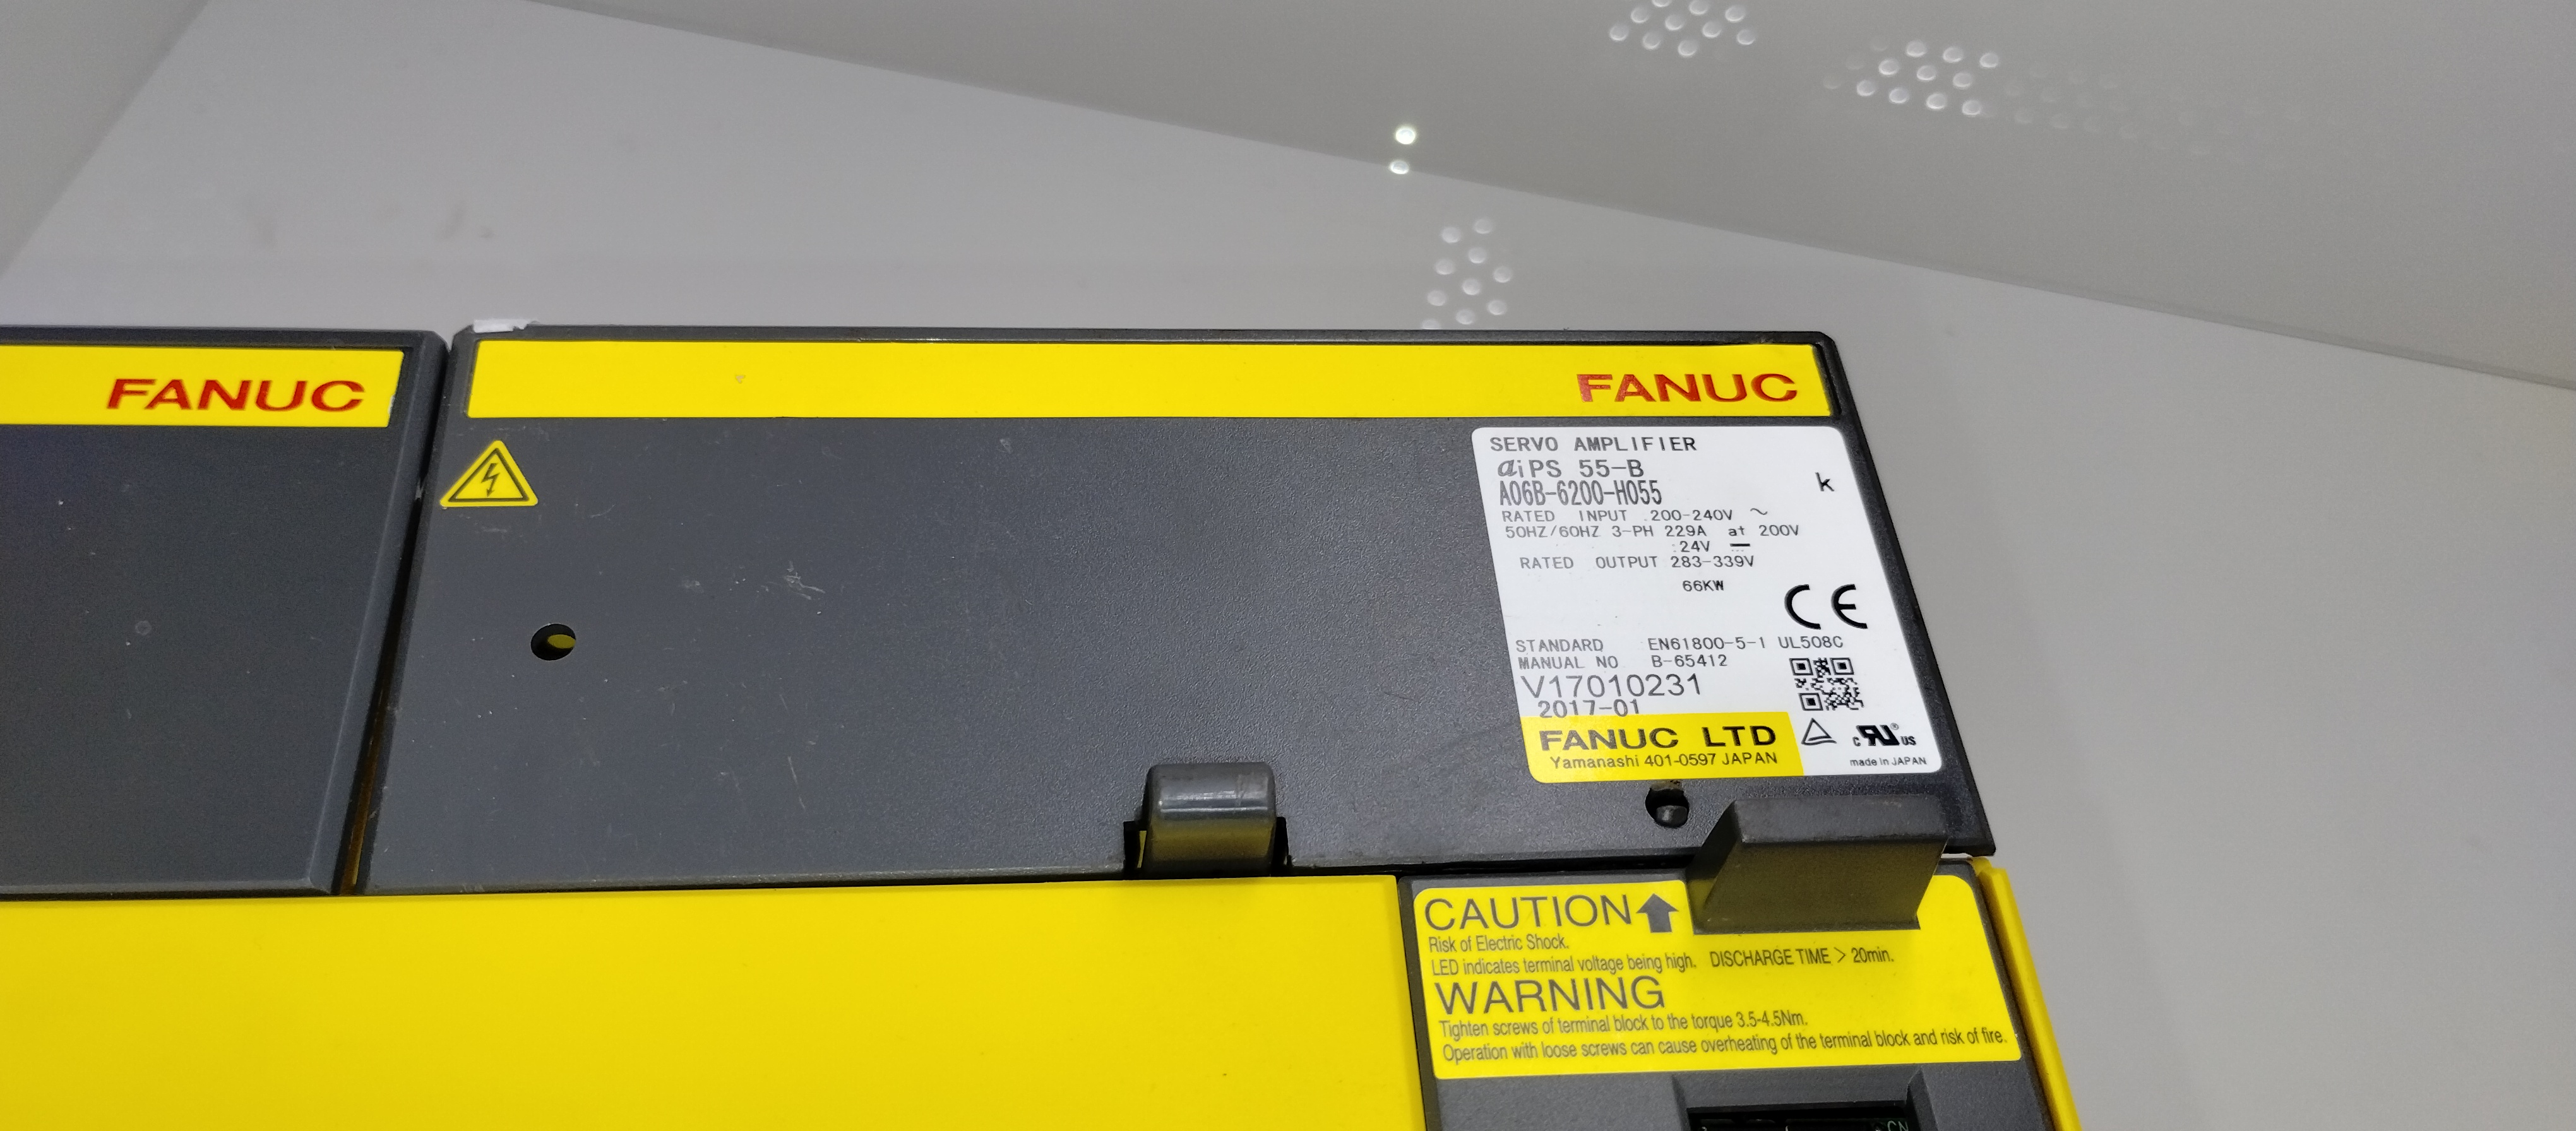 FANUC
FANUC
SERVO AMPLIFIER
αiPS 55-B
A06B-6200-H055
k
RATED INPUT :200-240V ~
50HZ/60HZ 3-PH 229A at 200V
:24V ⎓
RATED OUTPUT 283-339V
66KW
CE
STANDARD EN61800-5-1 UL508C
MANUAL NO B-65412
V17010231
2017-01
FANUC LTD
Yamanashi 401-0597 JAPAN
c RU® US
made in JAPAN
CAUTION ↑
Risk of Electric Shock.
LED indicates terminal voltage being high. DISCHARGE TIME > 20min.
WARNING
Tighten screws of terminal block to the torque 3.5-4.5Nm.
Operation with loose screws can cause overheating of the terminal block and risk of fire.